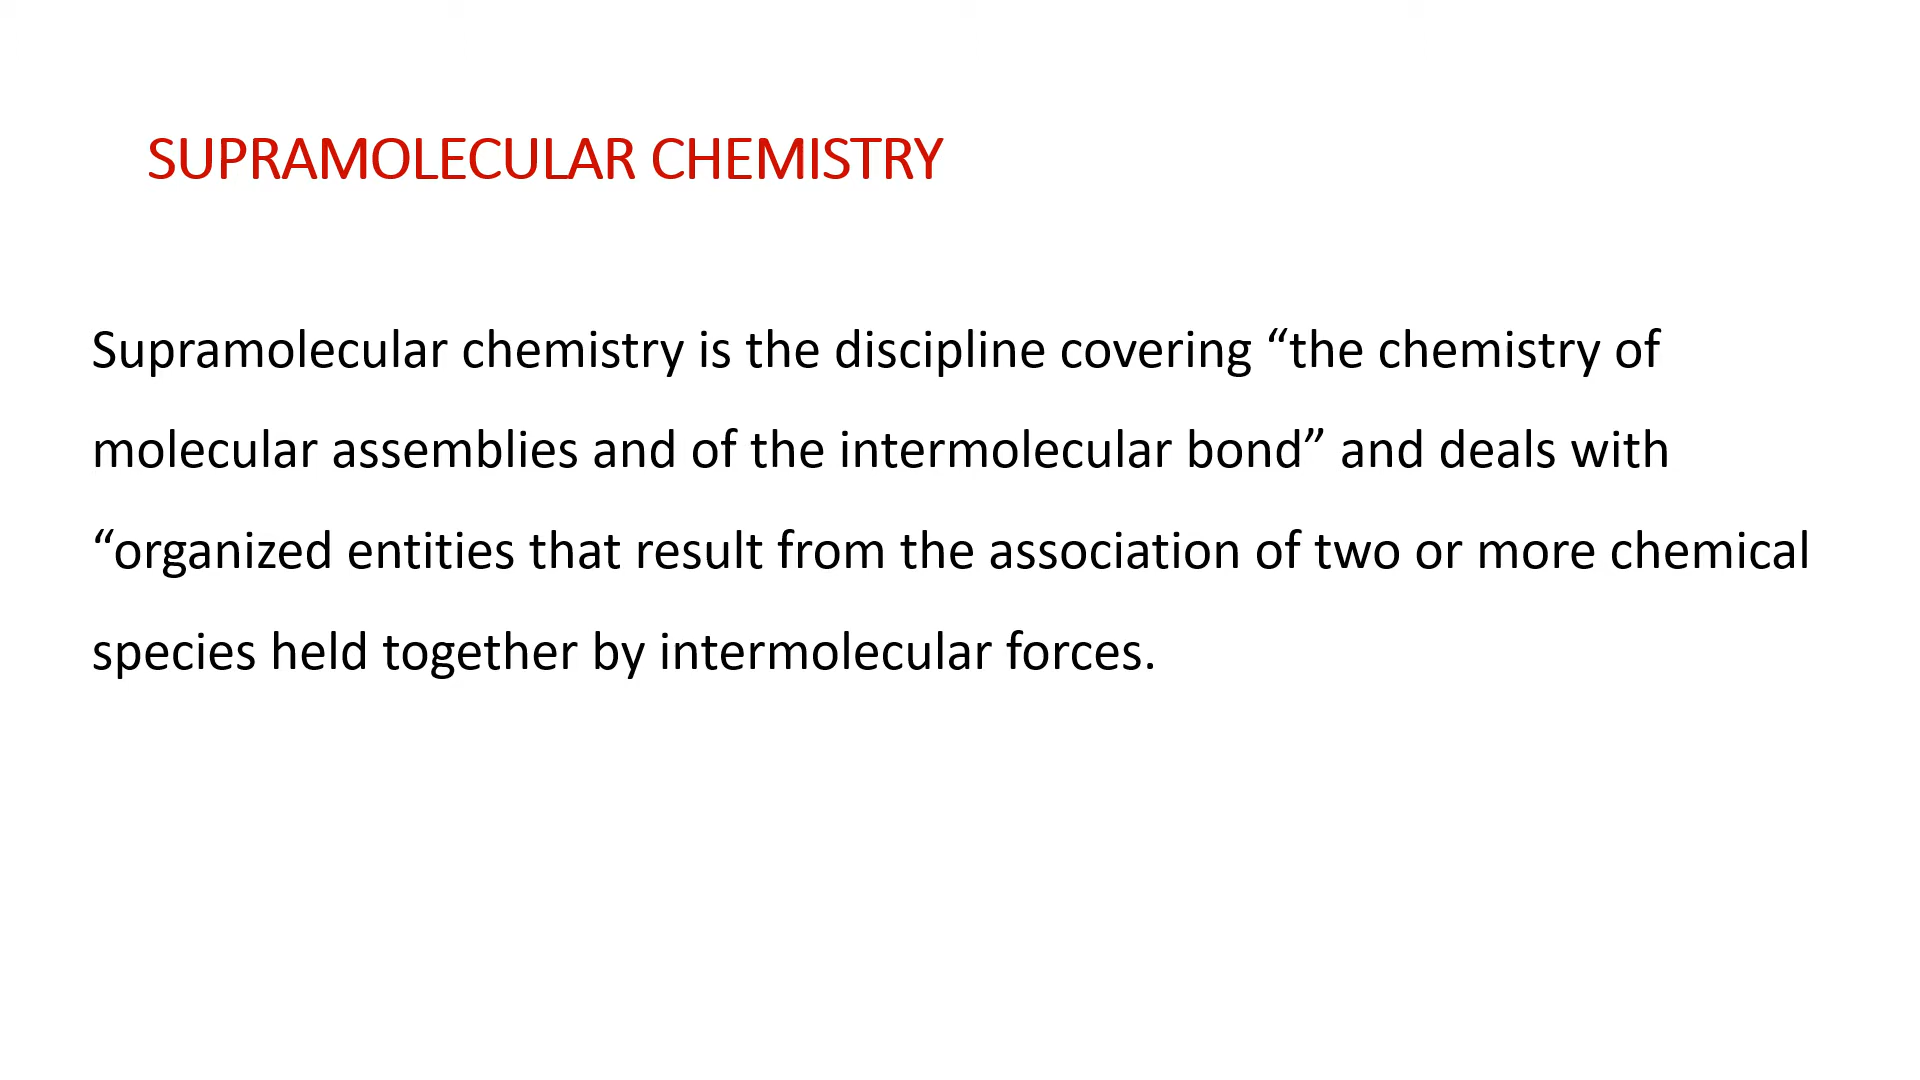 SUPRAMOLECULAR CHEMISTRY
Supramolecular chemistry is the discipline covering “the chemistry of
molecular assemblies and of the intermolecular bond” and deals with
“organized entities that result from the association of two or more chemical
species held together by intermolecular forces.